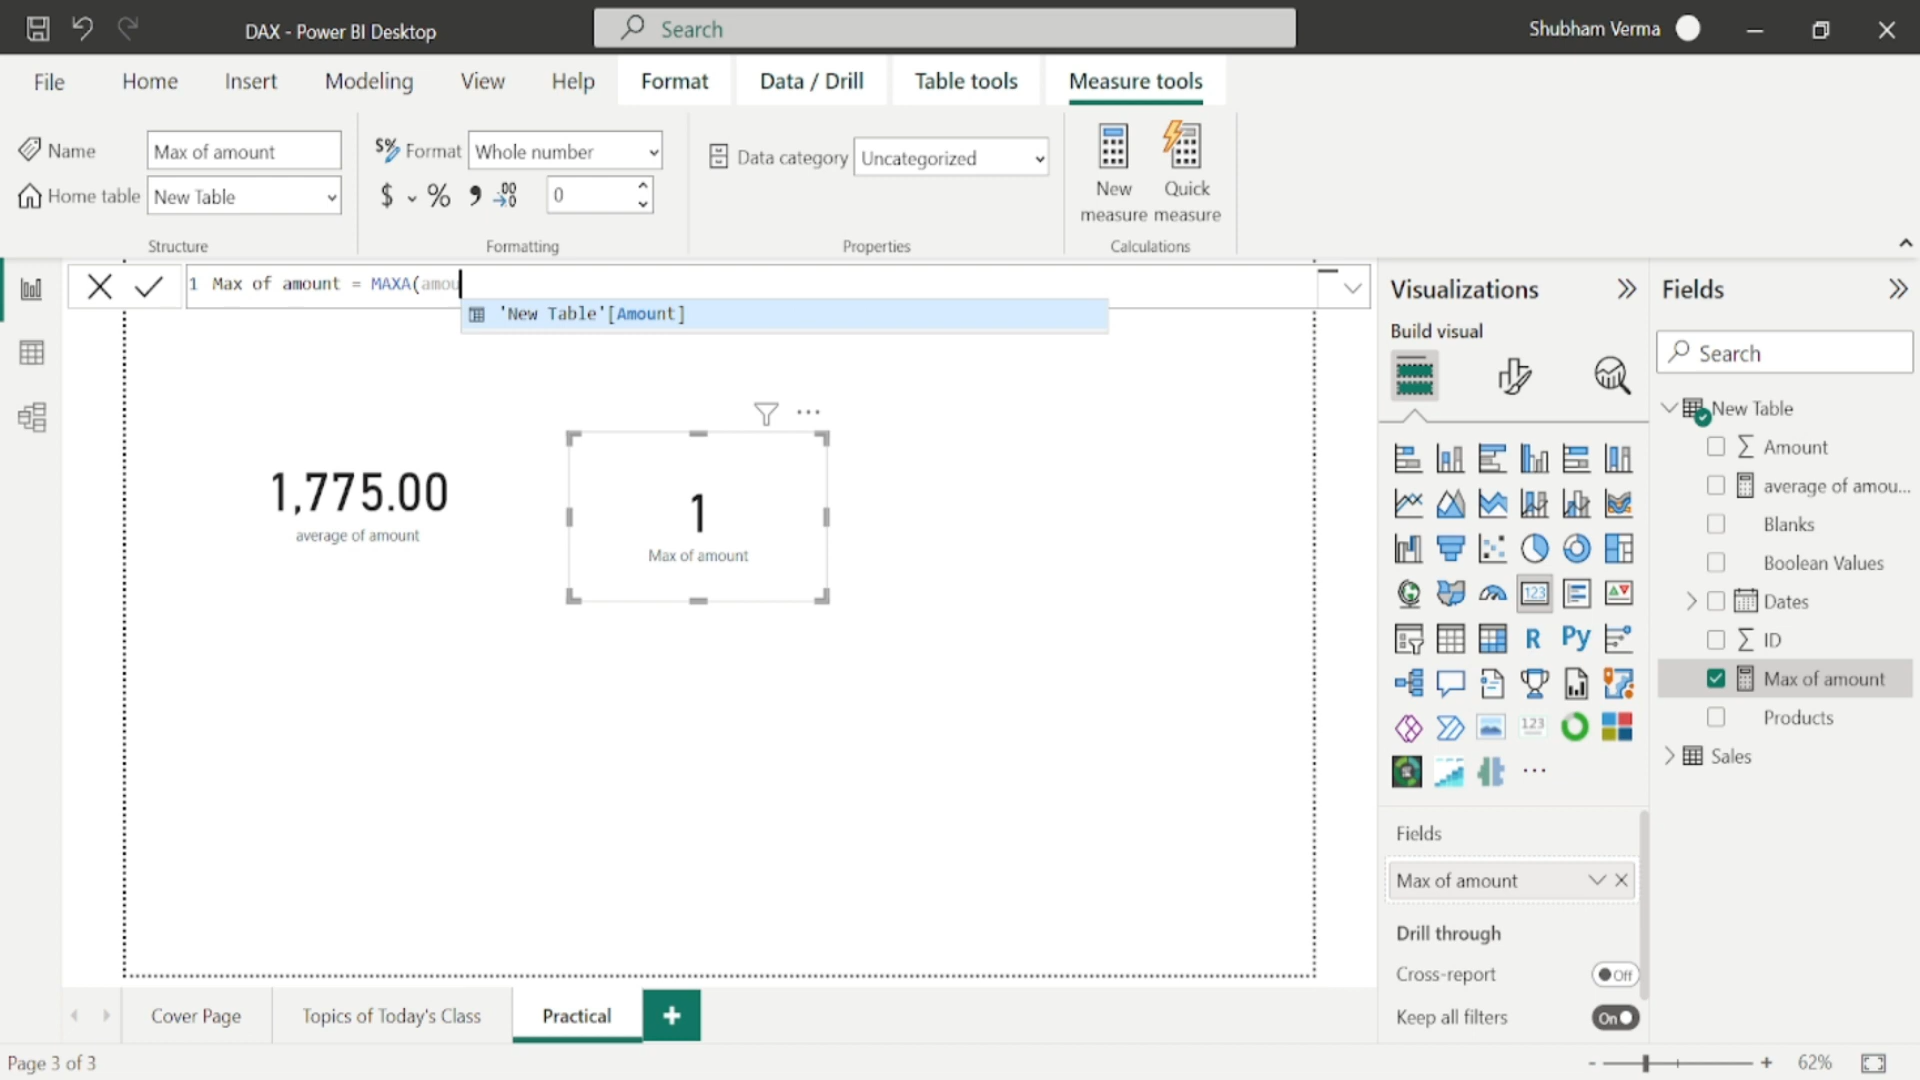 DAX - Power BI Desktop
Search
Shubham Verma
File
Home
Insert
Modeling
View
Help
Format
Data / Drill
Table tools
Measure tools
Name
Max of amount
Home table
New Table
Structure
$% Format
Whole number
$
%
,
.00
→0
0
Formatting
Data category
Uncategorized
Properties
New
measure
Quick
measure
Calculations
1 Max of amount = MAXA(amou
'New Table'[Amount]
1,775.00
average of amount
1
Max of amount
Visualizations
Build visual
123
R
Py
123
Fields
Max of amount
Drill through
Cross-report
Off
Keep all filters
On
Fields
Search
New Table
Amount
average of amou...
Blanks
Boolean Values
Dates
ID
Max of amount
Products
Sales
Cover Page
Topics of Today's Class
Practical
Page 3 of 3
- + 62%